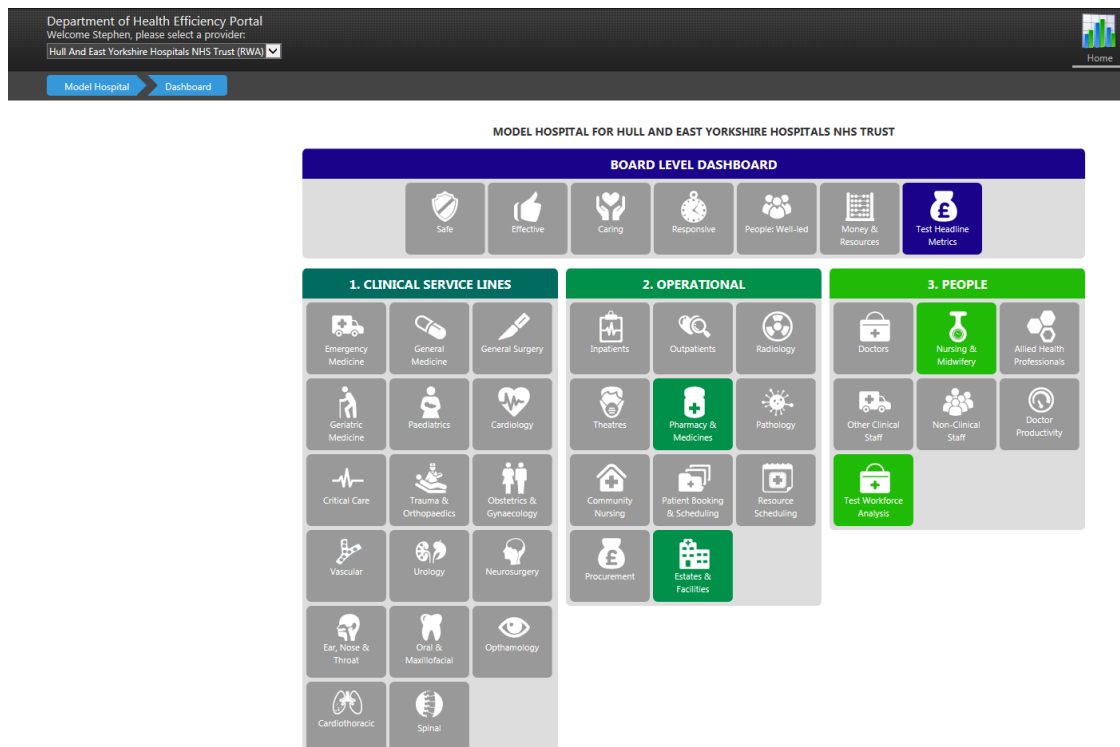 Department of Health Efficiency Portal
Welcome Stephen, please select a provider:
Hull And East Yorkshire Hospitals NHS Trust (RWA)
Home
Model Hospital
Dashboard
MODEL HOSPITAL FOR HULL AND EAST YORKSHIRE HOSPITALS NHS TRUST
BOARD LEVEL DASHBOARD
Safe
Effective
Caring
Responsive
People: Well-led
Money &
Resources
£
Test Headline
Metrics
1. CLINICAL SERVICE LINES
Emergency
Medicine
General
Medicine
General Surgery
Geriatric
Medicine
Paediatrics
Cardiology
Critical Care
Trauma &
Orthopaedics
Obstetrics &
Gynaecology
Vascular
Urology
Neurosurgery
Ear, Nose &
Throat
Oral &
Maxillofacial
Opthamology
Cardiothoracic
Spinal
2. OPERATIONAL
Inpatients
Outpatients
Radiology
Theatres
Pharmacy &
Medicines
Pathology
Community
Nursing
Patient Booking
& Scheduling
Resource
Scheduling
£
Procurement
Estates &
Facilities
3. PEOPLE
Doctors
Nursing &
Midwifery
Allied Health
Professionals
Other Clinical
Staff
Non-Clinical
Staff
Doctor
Productivity
Test Workforce
Analysis